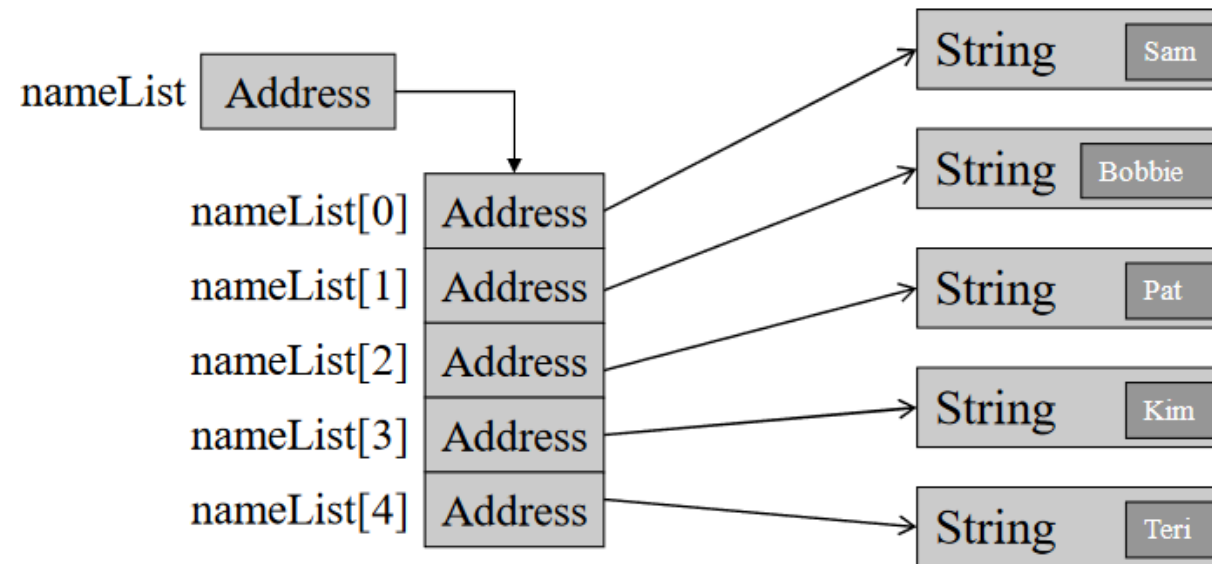 nameList Address
nameList[0] Address
nameList[1] Address
nameList[2] Address
nameList[3] Address
nameList[4] Address
String Sam
String Bobbie
String Pat
String Kim
String Teri